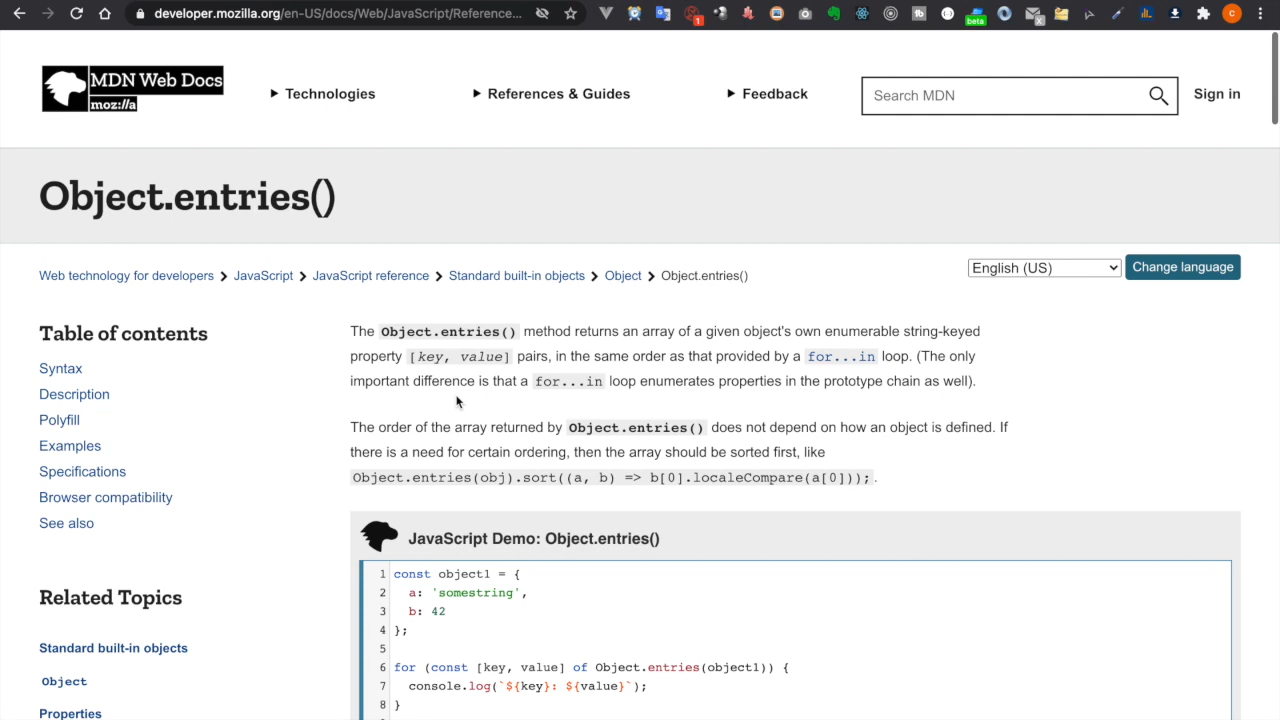 developer.mozilla.org/en-US/docs/Web/JavaScript/Reference...
1
beta
X
C
MDN Web Docs
moz://a
Technologies
References & Guides
Feedback
Search MDN
Sign in
Object.entries()
Web technology for developers
JavaScript
JavaScript reference
Standard built-in objects
Object
Object.entries()
English (US)
Change language
Table of contents
Syntax
Description
Polyfill
Examples
Specifications
Browser compatibility
See also
Related Topics
Standard built-in objects
Object
Properties
The Object.entries() method returns an array of a given object's own enumerable string-keyed
property [key, value] pairs, in the same order as that provided by a for...in loop. (The only
important difference is that a for...in loop enumerates properties in the prototype chain as well).
The order of the array returned by Object.entries() does not depend on how an object is defined. If
there is a need for certain ordering, then the array should be sorted first, like
Object.entries(obj).sort((a, b) => b[0].localeCompare(a[0]));.
JavaScript Demo: Object.entries()
1 const object1 = {
2 a: 'somestring',
3 b: 42
4 };
5
6 for (const [key, value] of Object.entries(object1)) {
7 console.log(`${key}: ${value}`);
8 }